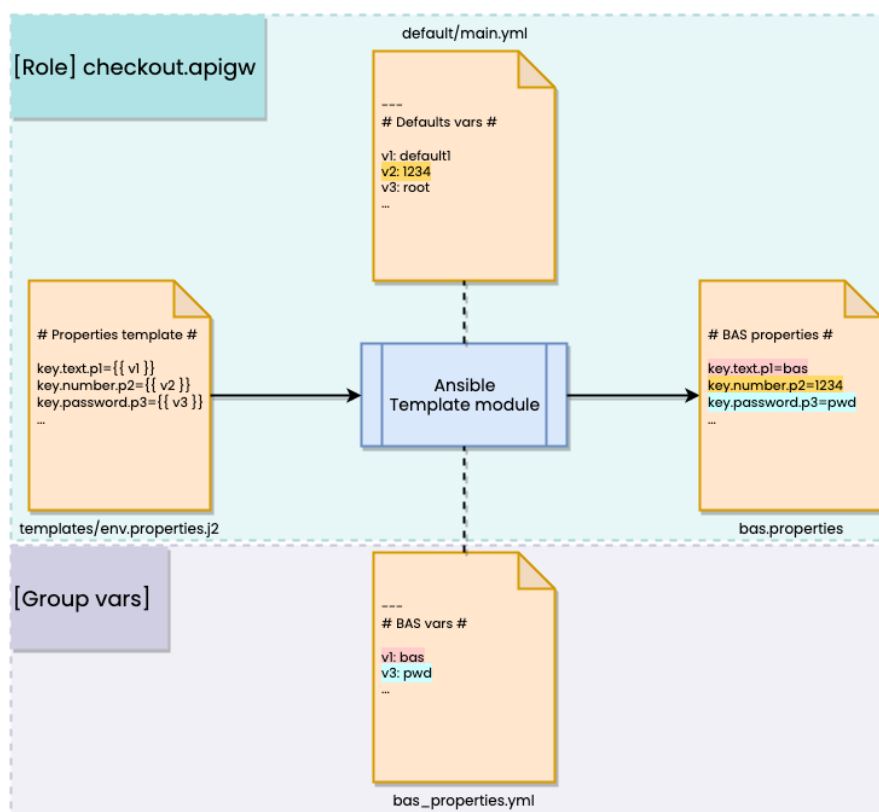 default/main.yml
[Role] checkout.apigw
---
# Defaults vars #
v1: default1
v2: 1234
v3: root
...
# Properties template #
key.text.p1={{ v1 }}
key.number.p2={{ v2 }}
key.password.p3={{ v3 }}
...
templates/env.properties.j2
Ansible
Template module
# BAS properties #
key.text.p1=bas
key.number.p2=1234
key.password.p3=pwd
...
bas.properties
[Group vars]
---
# BAS vars #
v1: bas
v3: pwd
...
bas_properties.yml